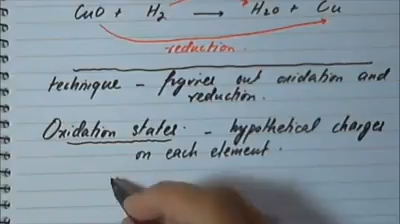 CuO + H2 → H2O + Cu
reduction.
technique - figures out oxidation and
reduction.
Oxidation states. - hypothetical charges
on each element.